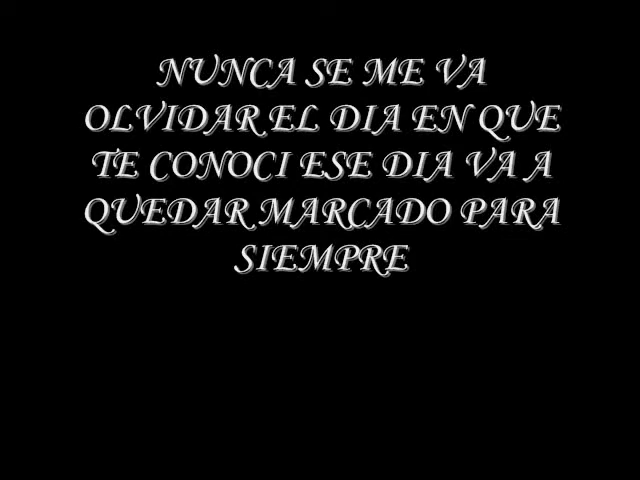 NUNCA SE ME VA
OLVIDAR EL DIA EN QUE
TE CONOCI ESE DIA VA A
QUEDAR MARCADO PARA
SIEMPRE